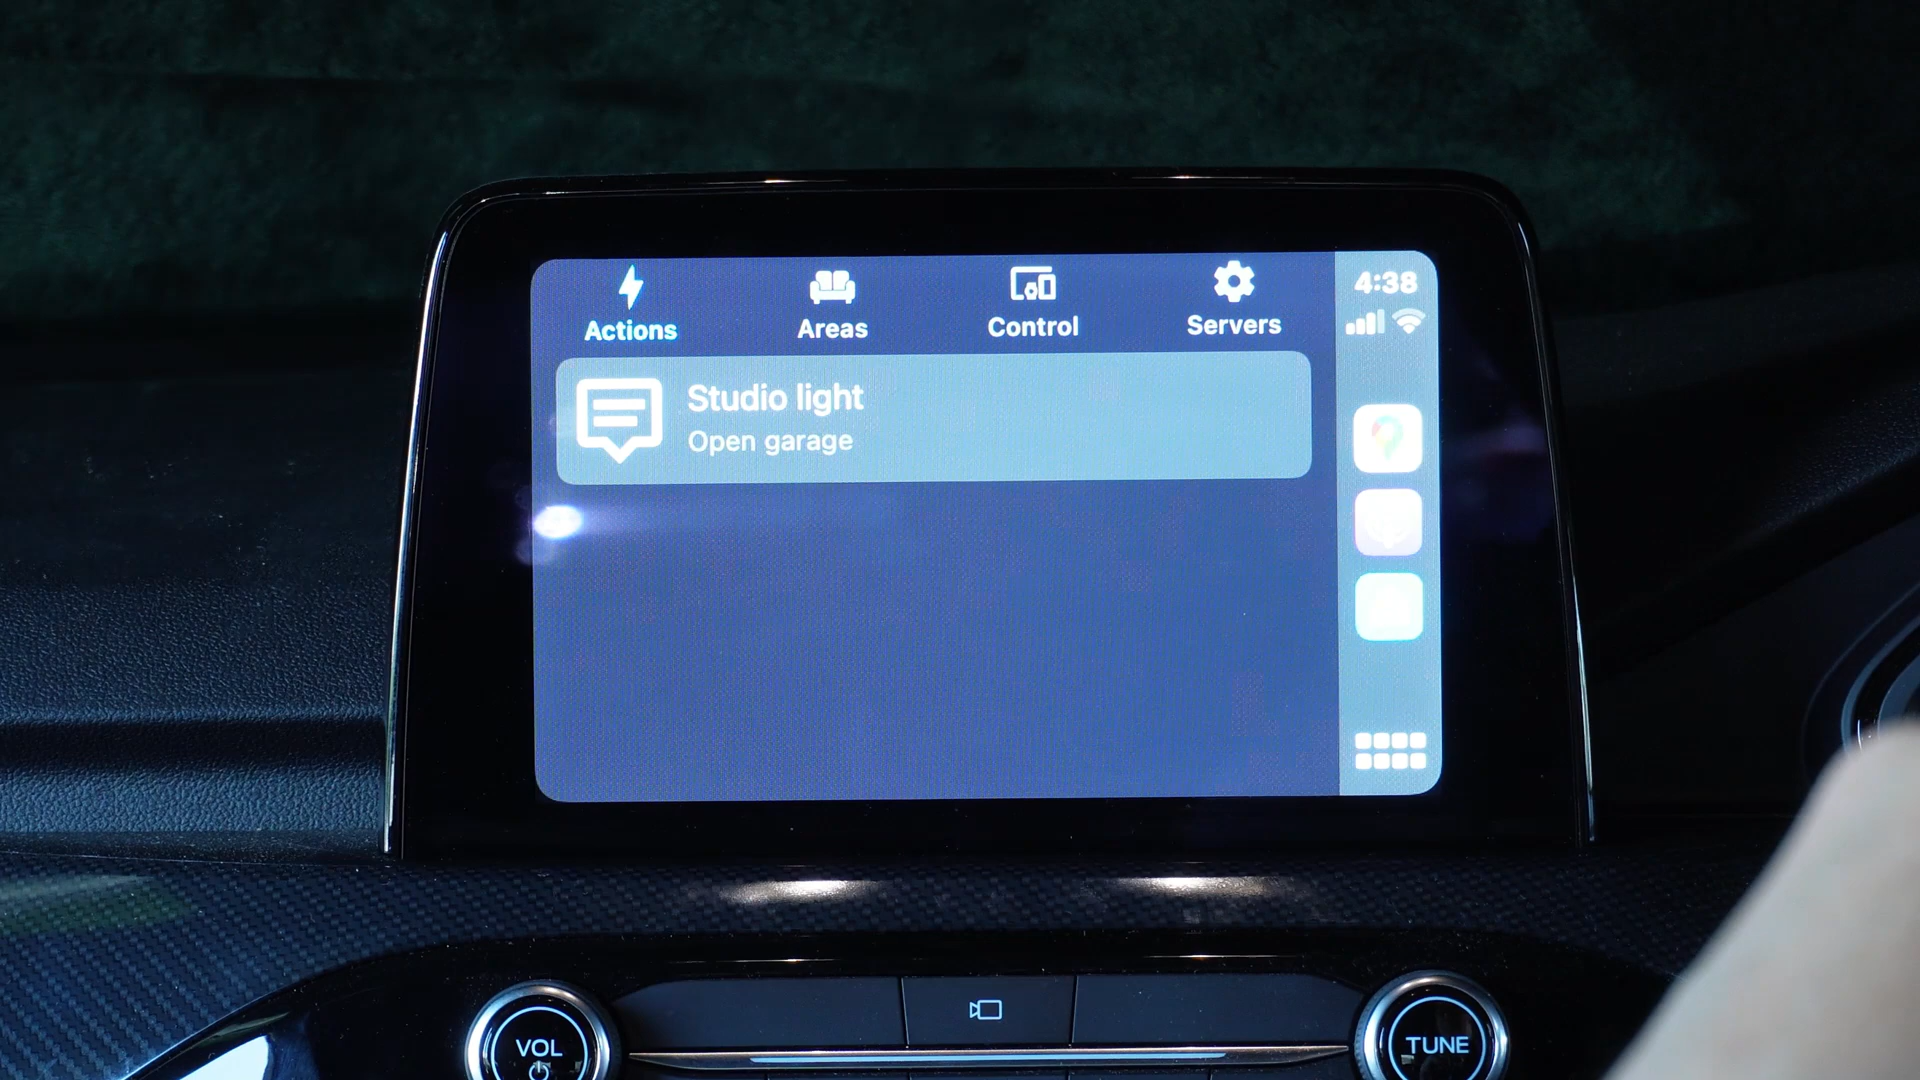 Actions
Areas
Control
Servers
4:38
Studio light
Open garage
VOL
TUNE